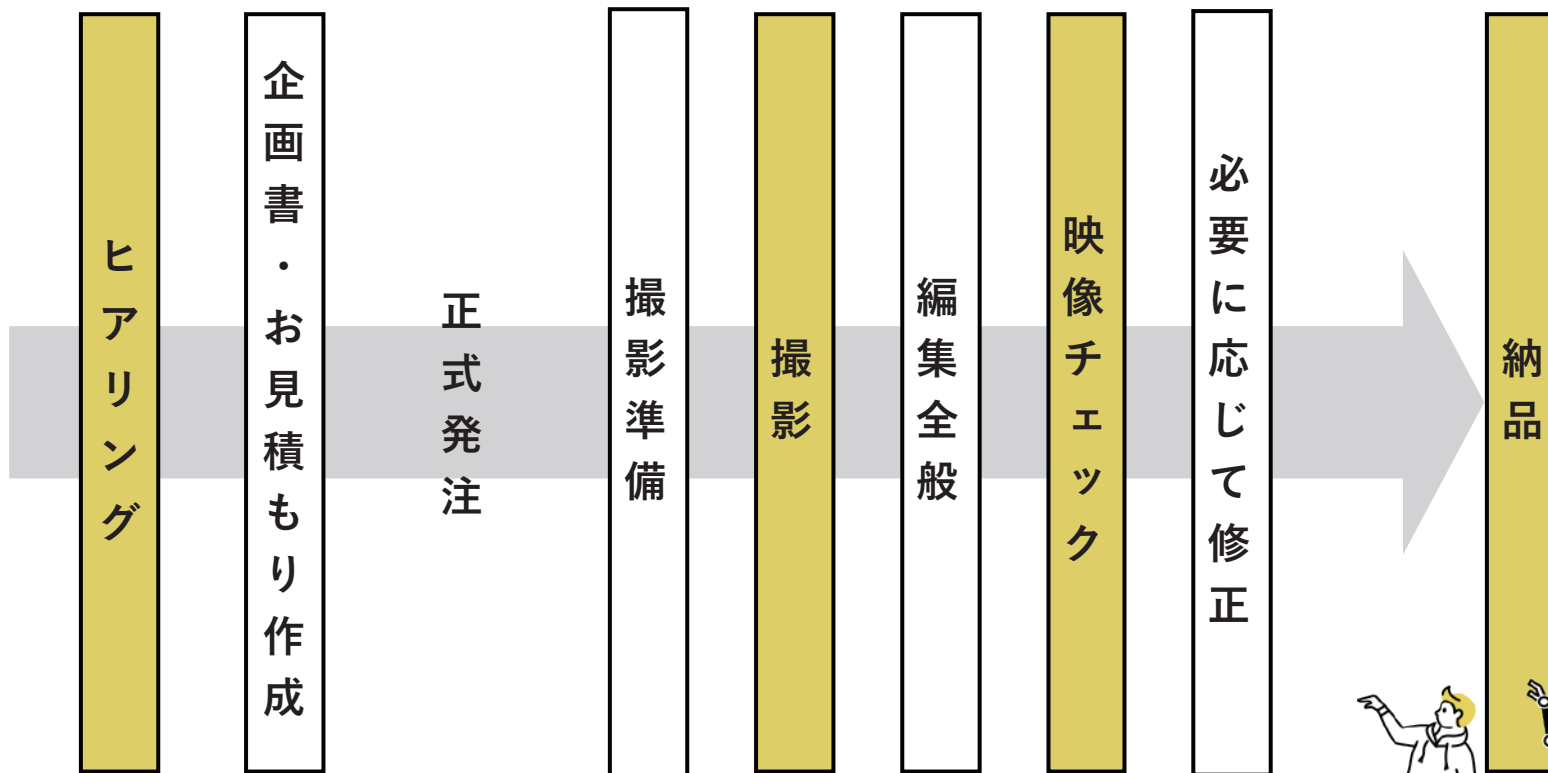 ヒアリング
企画書・お見積もり作成
正式発注
撮影準備
撮影
編集全般
映像チェック
必要に応じて修正
納品